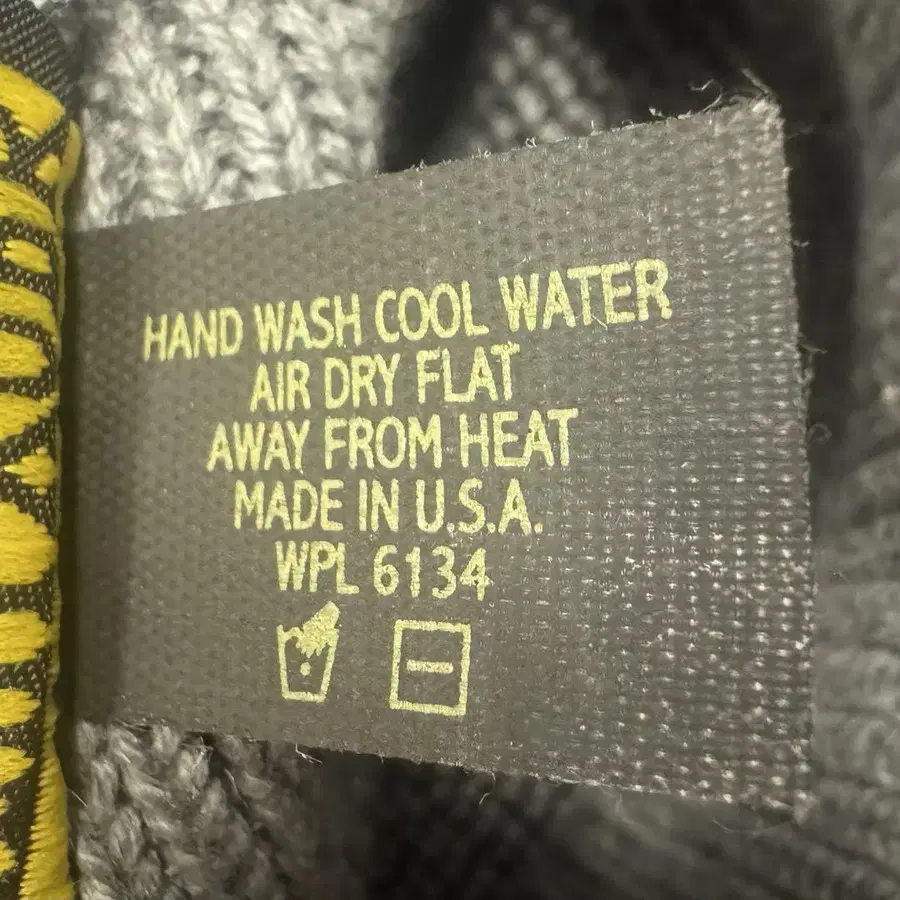 HAND WASH COOL WATER
AIR DRY FLAT
AWAY FROM HEAT
MADE IN U.S.A.
WPL 6134